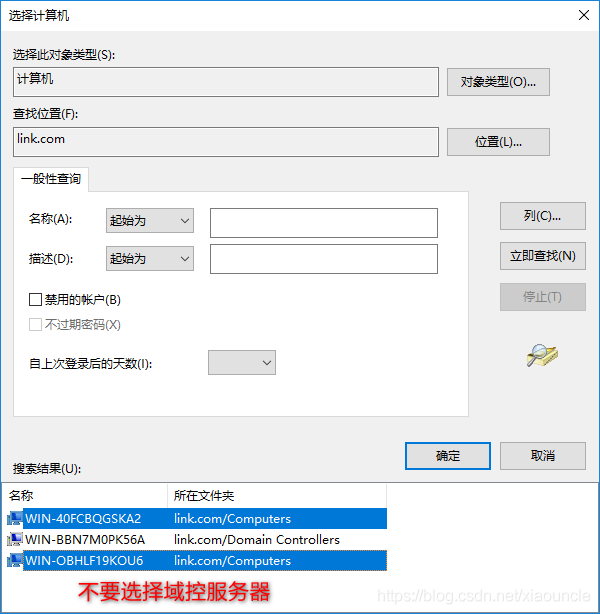 选择计算机
选择此对象类型(S):
计算机
对象类型(O)...
查找位置(F):
link.com
位置(L)...
一般性查询
名称(A):
起始为
列(C)...
描述(D):
起始为
立即查找(N)
禁用的帐户(B)
停止(T)
不过期密码(X)
自上次登录后的天数(I):
确定
取消
搜索结果(U):
名称 所在文件夹
WIN-40FCBQGSKA2 link.com/Computers
WIN-BBN7M0PK56A link.com/Domain Controllers
WIN-OBHLF19KOU6 link.com/Computers
不要选择域控服务器
https://blog.csdn.net/xiaouncle